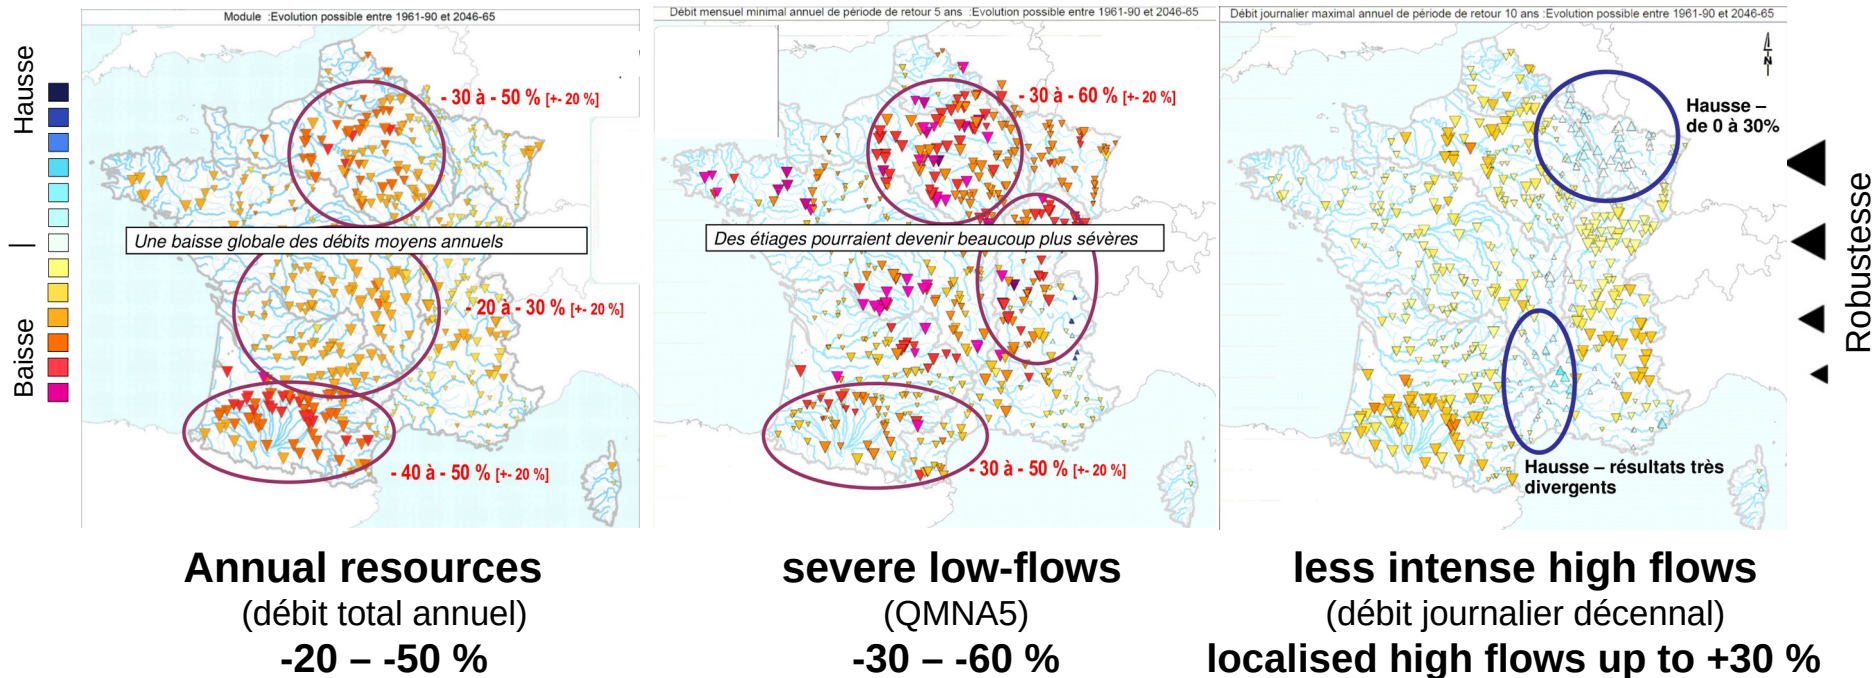 Module :Evolution possible entre 1961-90 et 2046-65
Débit mensuel minimal annuel de période de retour 5 ans :Evolution possible entre 1961-90 et 2046-65
Débit journalier maximal annuel de période de retour 10 ans :Evolution possible entre 1961-90 et 2046-65
Hausse
|
Baisse
- 30 à - 50 % [+- 20 %]
Une baisse globale des débits moyens annuels
- 20 à - 30 % [+- 20 %]
- 40 à - 50 % [+- 20 %]
- 30 à - 60 % [+- 20 %]
Des étiages pourraient devenir beaucoup plus sévères
- 30 à - 50 % [+- 20 %]
N
Hausse –
de 0 à 30%
Hausse – résultats très
divergents
Robustesse
Annual resources
(débit total annuel)
-20 – -50 %
severe low-flows
(QMNA5)
-30 – -60 %
less intense high flows
(débit journalier décennal)
localised high flows up to +30 %